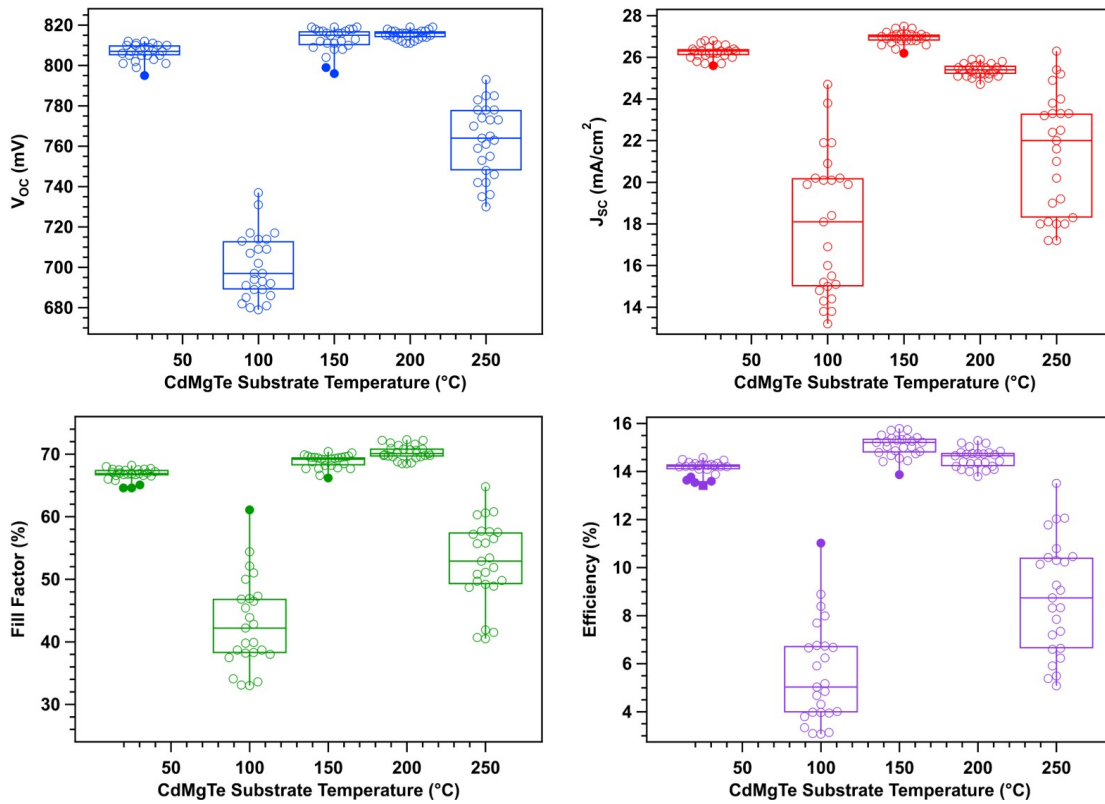 820
800
780
760
740
720
700
680
V_OC (mV)
50 100 150 200 250
CdMgTe Substrate Temperature (°C)
28
26
24
22
20
18
16
14
J_SC (mA/cm²)
50 100 150 200 250
CdMgTe Substrate Temperature (°C)
70
60
50
40
30
Fill Factor (%)
50 100 150 200 250
CdMgTe Substrate Temperature (°C)
16
14
12
10
8
6
4
Efficiency (%)
50 100 150 200 250
CdMgTe Substrate Temperature (°C)